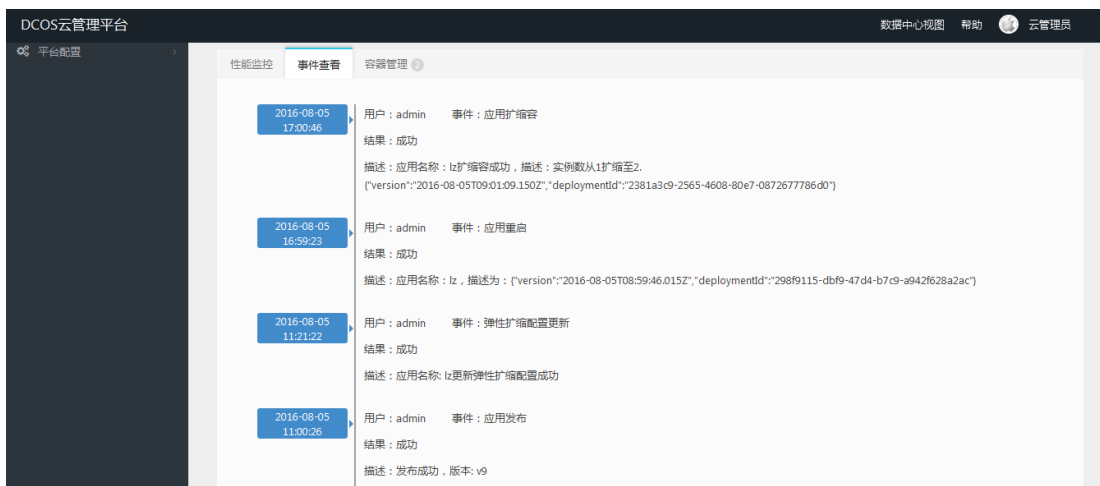 DCOS云管理平台
数据中心视图 帮助 云管理员
平台配置
性能监控 事件查看 容器管理 2
2016-08-05
17:00:46
用户：admin 事件：应用扩缩容
结果：成功
描述：应用名称：lz扩缩容成功，描述：实例数从1扩缩至2.
{"version":"2016-08-05T09:01:09.150Z","deploymentId":"2381a3c9-2565-4608-80e7-0872677786d0"}
2016-08-05
16:59:23
用户：admin 事件：应用重启
结果：成功
描述：应用名称：lz，描述为：{"version":"2016-08-05T08:59:46.015Z","deploymentId":"298f9115-dbf9-47d4-b7c9-a942f628a2ac"}
2016-08-05
11:21:22
用户：admin 事件：弹性扩缩配置更新
结果：成功
描述：应用名称: lz更新弹性扩缩配置成功
2016-08-05
11:00:26
用户：admin 事件：应用发布
结果：成功
描述：发布成功，版本: v9